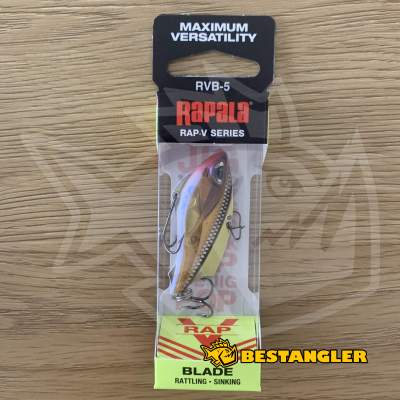 MAXIMUM
VERSATILITY
RVB-5
RAPALA
RAP-V SERIES
RAP
V
BLADE
RATTLING • SINKING
BESTANGLER